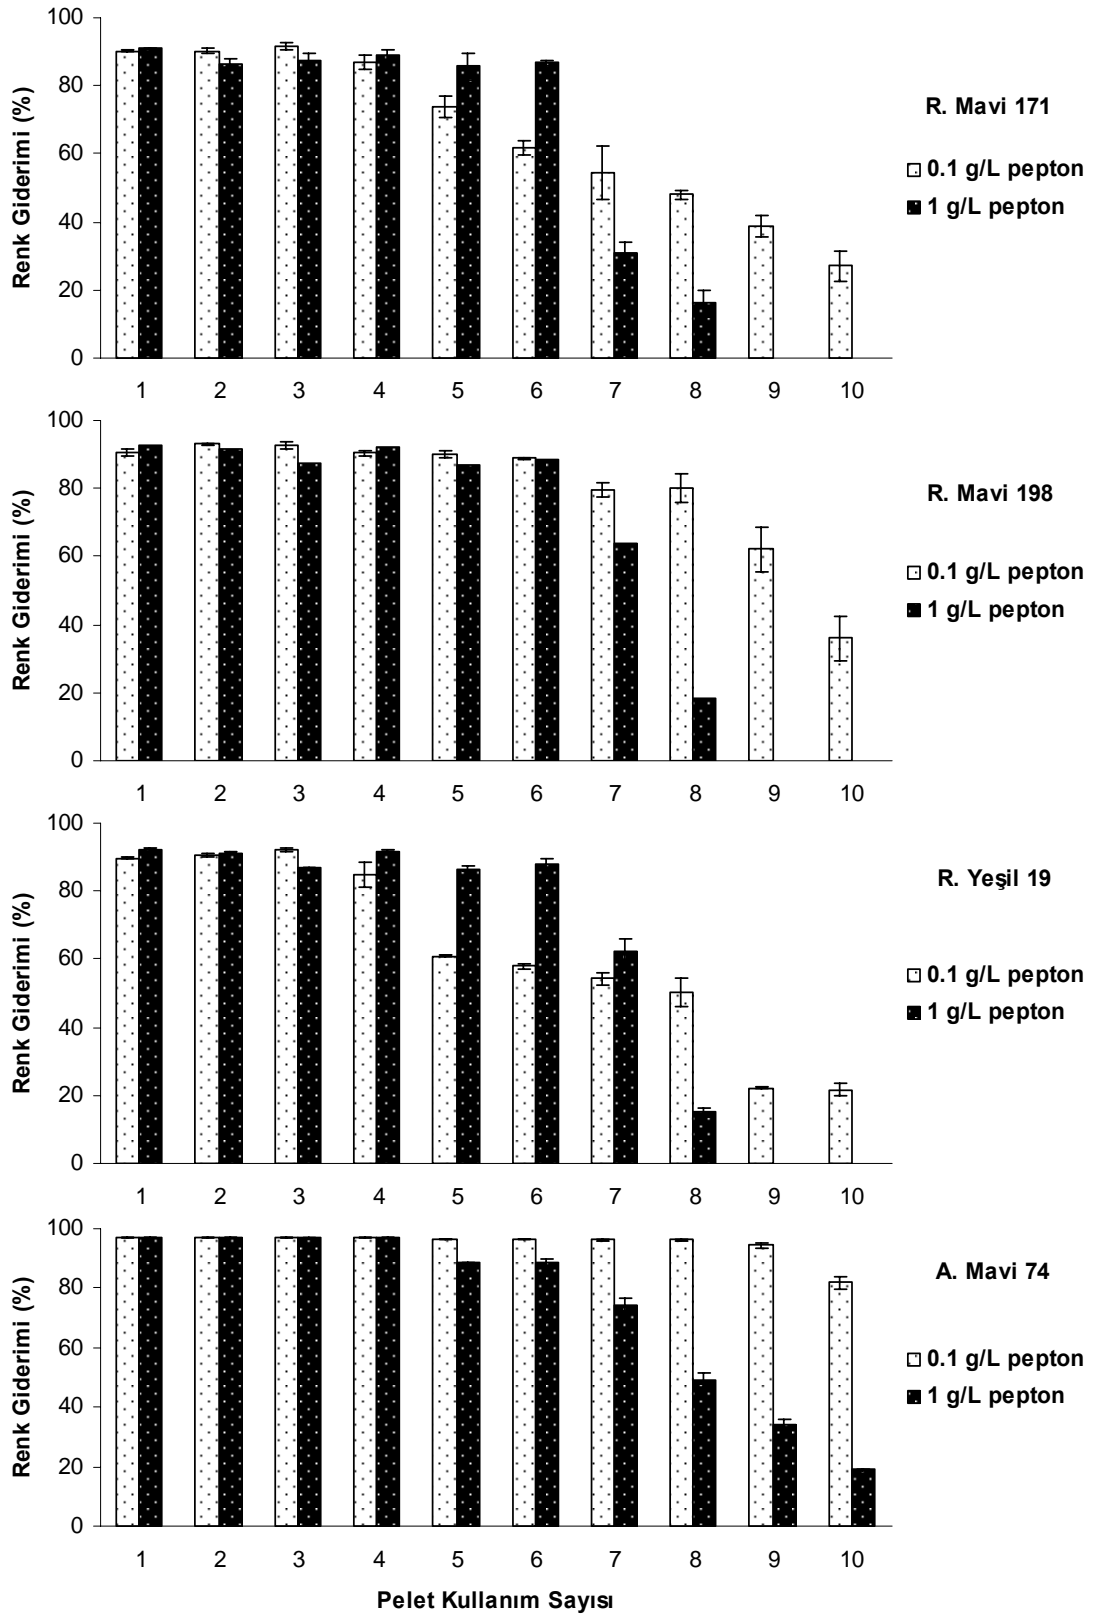 100
80
60
40
20
0
Renk Giderimi (%)
1 2 3 4 5 6 7 8 9 10
R. Mavi 171
0.1 g/L pepton
1 g/L pepton
100
80
60
40
20
0
Renk Giderimi (%)
1 2 3 4 5 6 7 8 9 10
R. Mavi 198
0.1 g/L pepton
1 g/L pepton
100
80
60
40
20
0
Renk Giderimi (%)
1 2 3 4 5 6 7 8 9 10
R. Yeşil 19
0.1 g/L pepton
1 g/L pepton
100
80
60
40
20
0
Renk Giderimi (%)
1 2 3 4 5 6 7 8 9 10
A. Mavi 74
0.1 g/L pepton
1 g/L pepton
Pelet Kullanım Sayısı